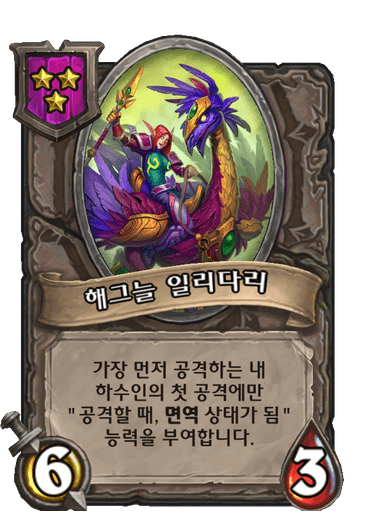 해그늘 일리다리
가장 먼저 공격하는 내
하수인의 첫 공격에만
"공격할 때, 면역 상태가 됨"
능력을 부여합니다.
6
3